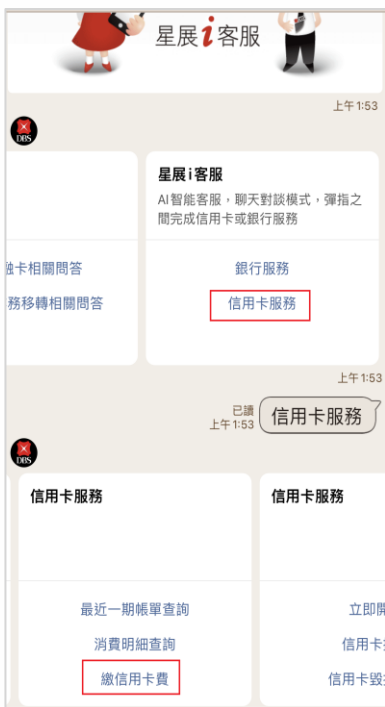 星展i客服
上午1:53
DBS
星展i客服
AI智能客服，聊天對談模式，彈指之
間完成信用卡或銀行服務
融卡相關問答
銀行服務
務移轉相關問答
信用卡服務
上午1:53
已讀
上午1:53
信用卡服務
DBS
信用卡服務
信用卡服務
最近一期帳單查詢
立即開
消費明細查詢
信用卡
繳信用卡費
信用卡毀